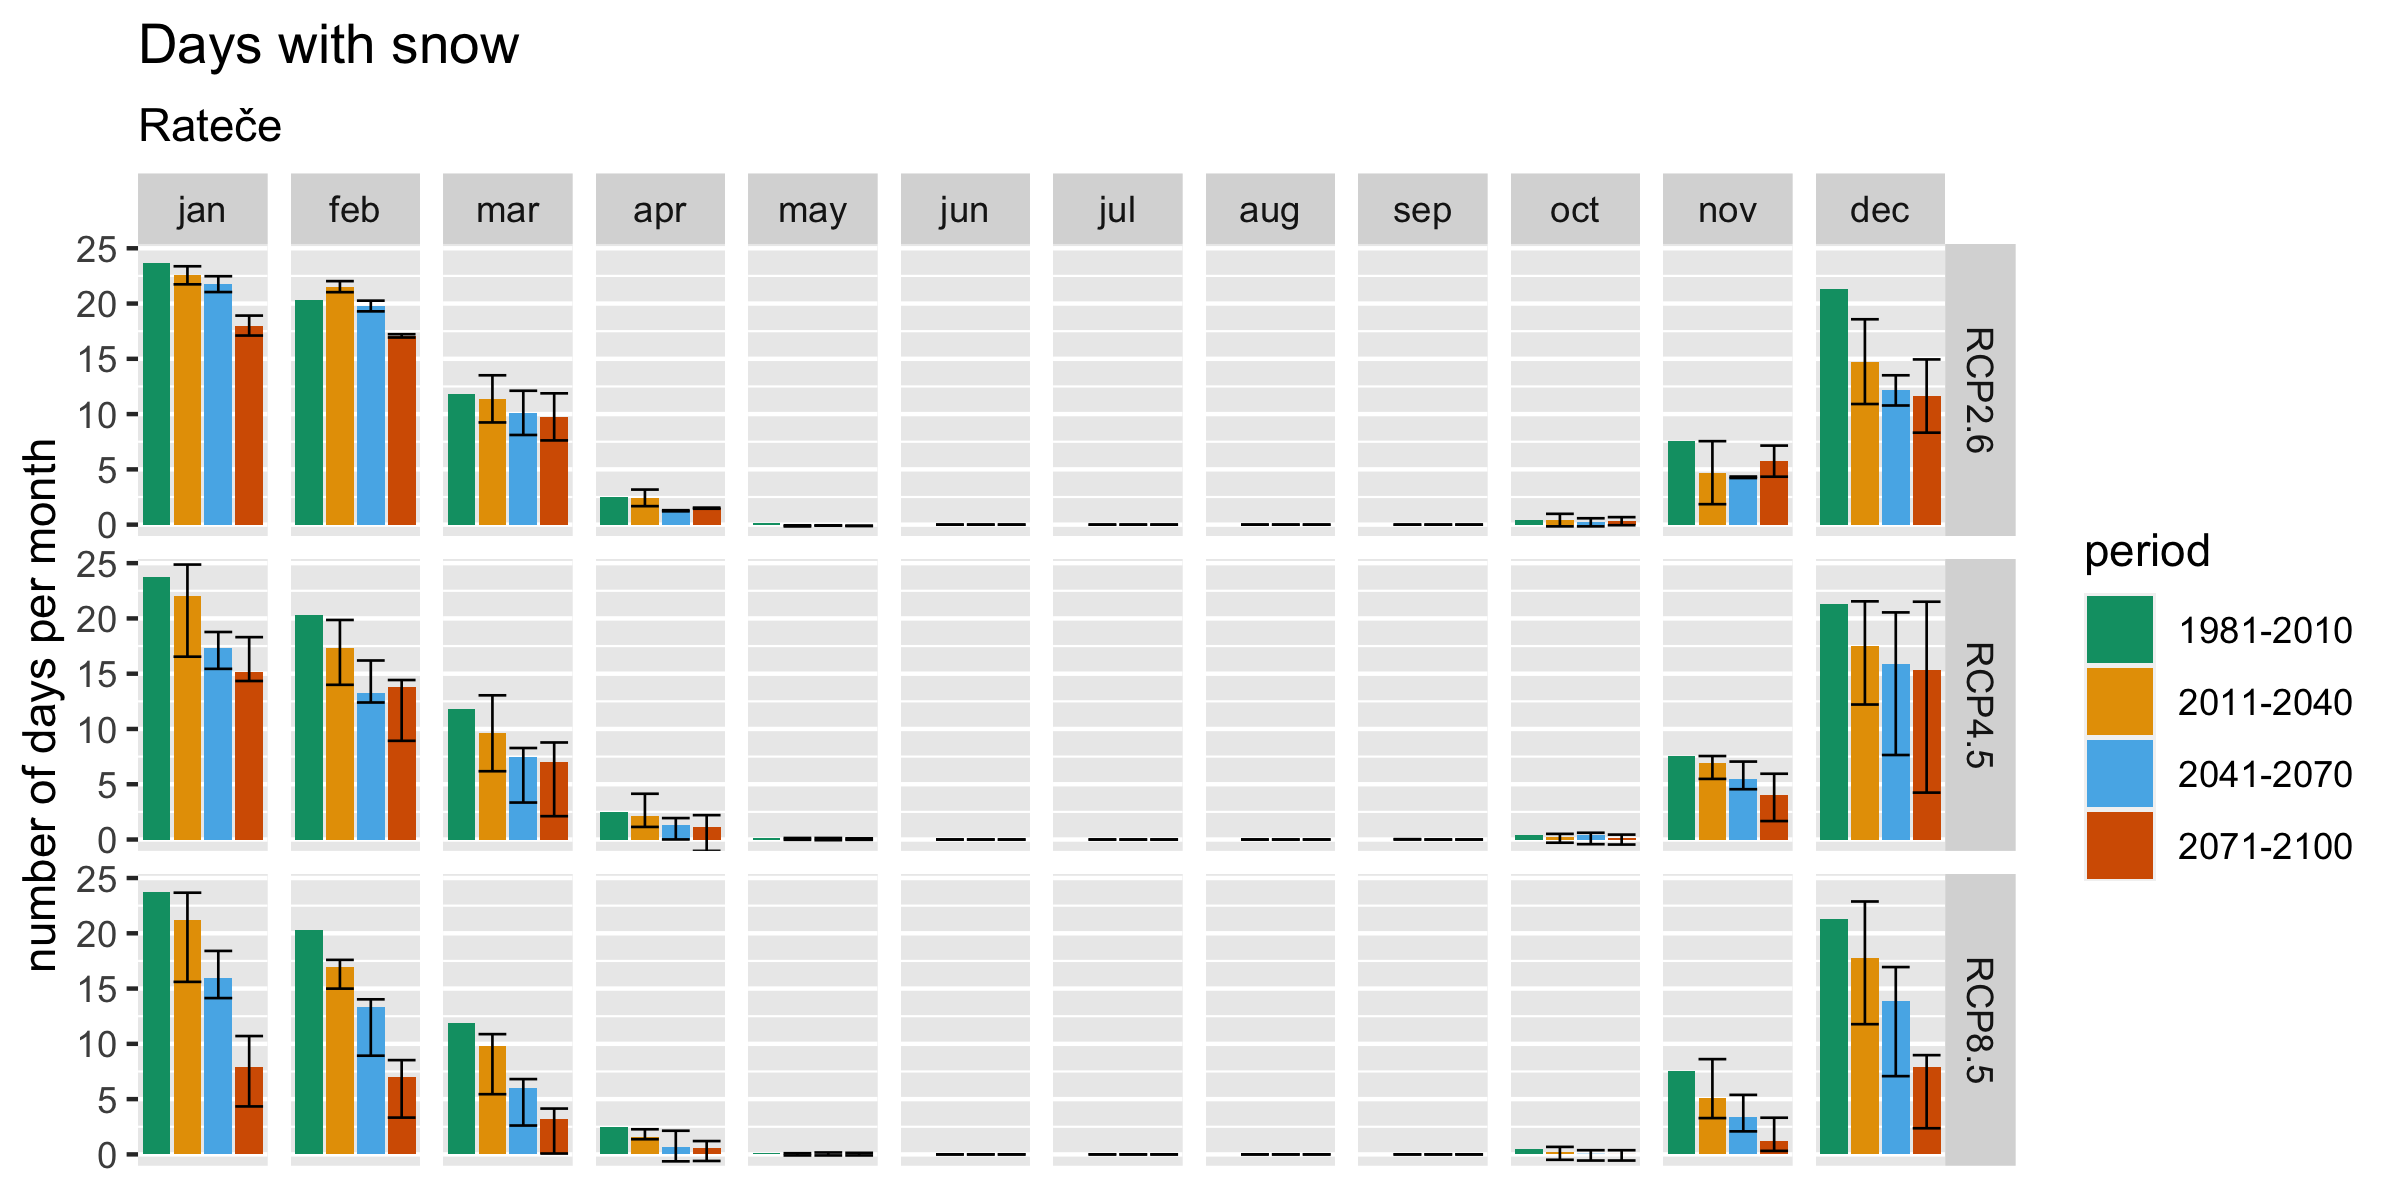 Days with snow
Rateče
jan feb mar apr may jun jul aug sep oct nov dec
25
20
15
10
5
0
RCP2.6
25
20
15
10
5
0
RCP4.5
25
20
15
10
5
0
RCP8.5
number of days per month
period
1981-2010
2011-2040
2041-2070
2071-2100